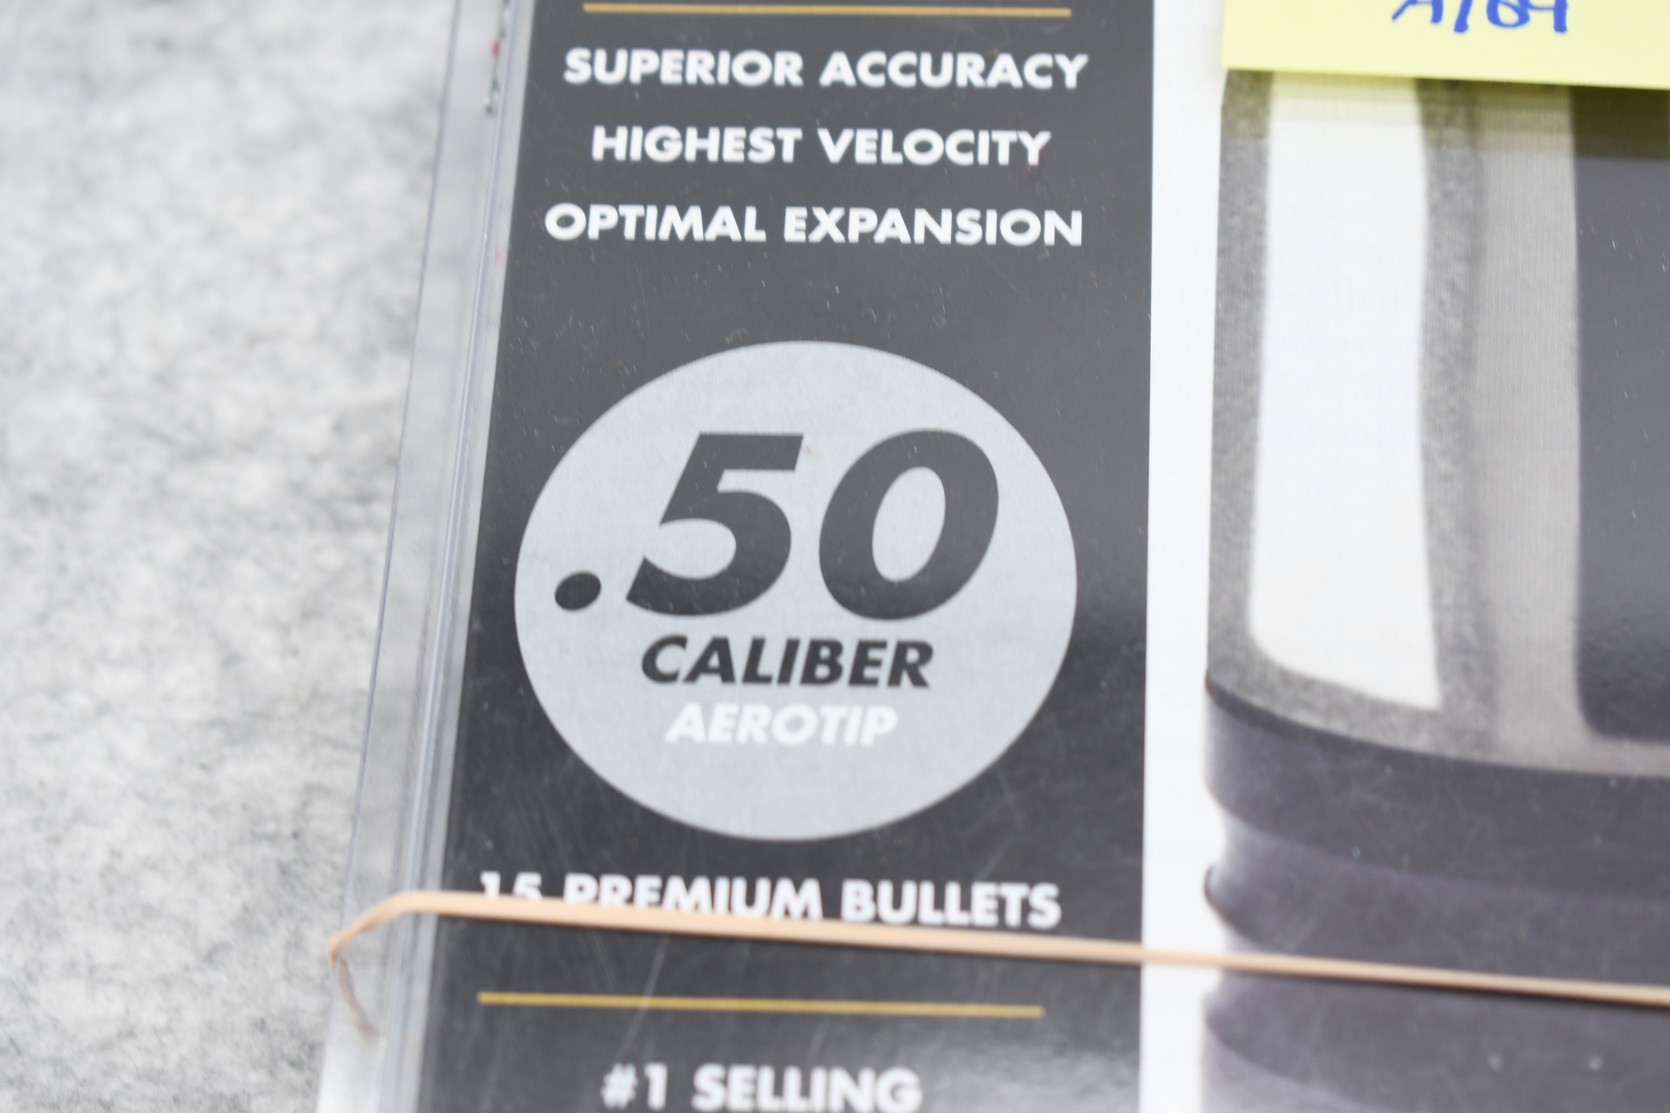 SUPERIOR ACCURACY
HIGHEST VELOCITY
OPTIMAL EXPANSION
.50
CALIBER
AEROTIP
15 PREMIUM BULLETS
#1 SELLING